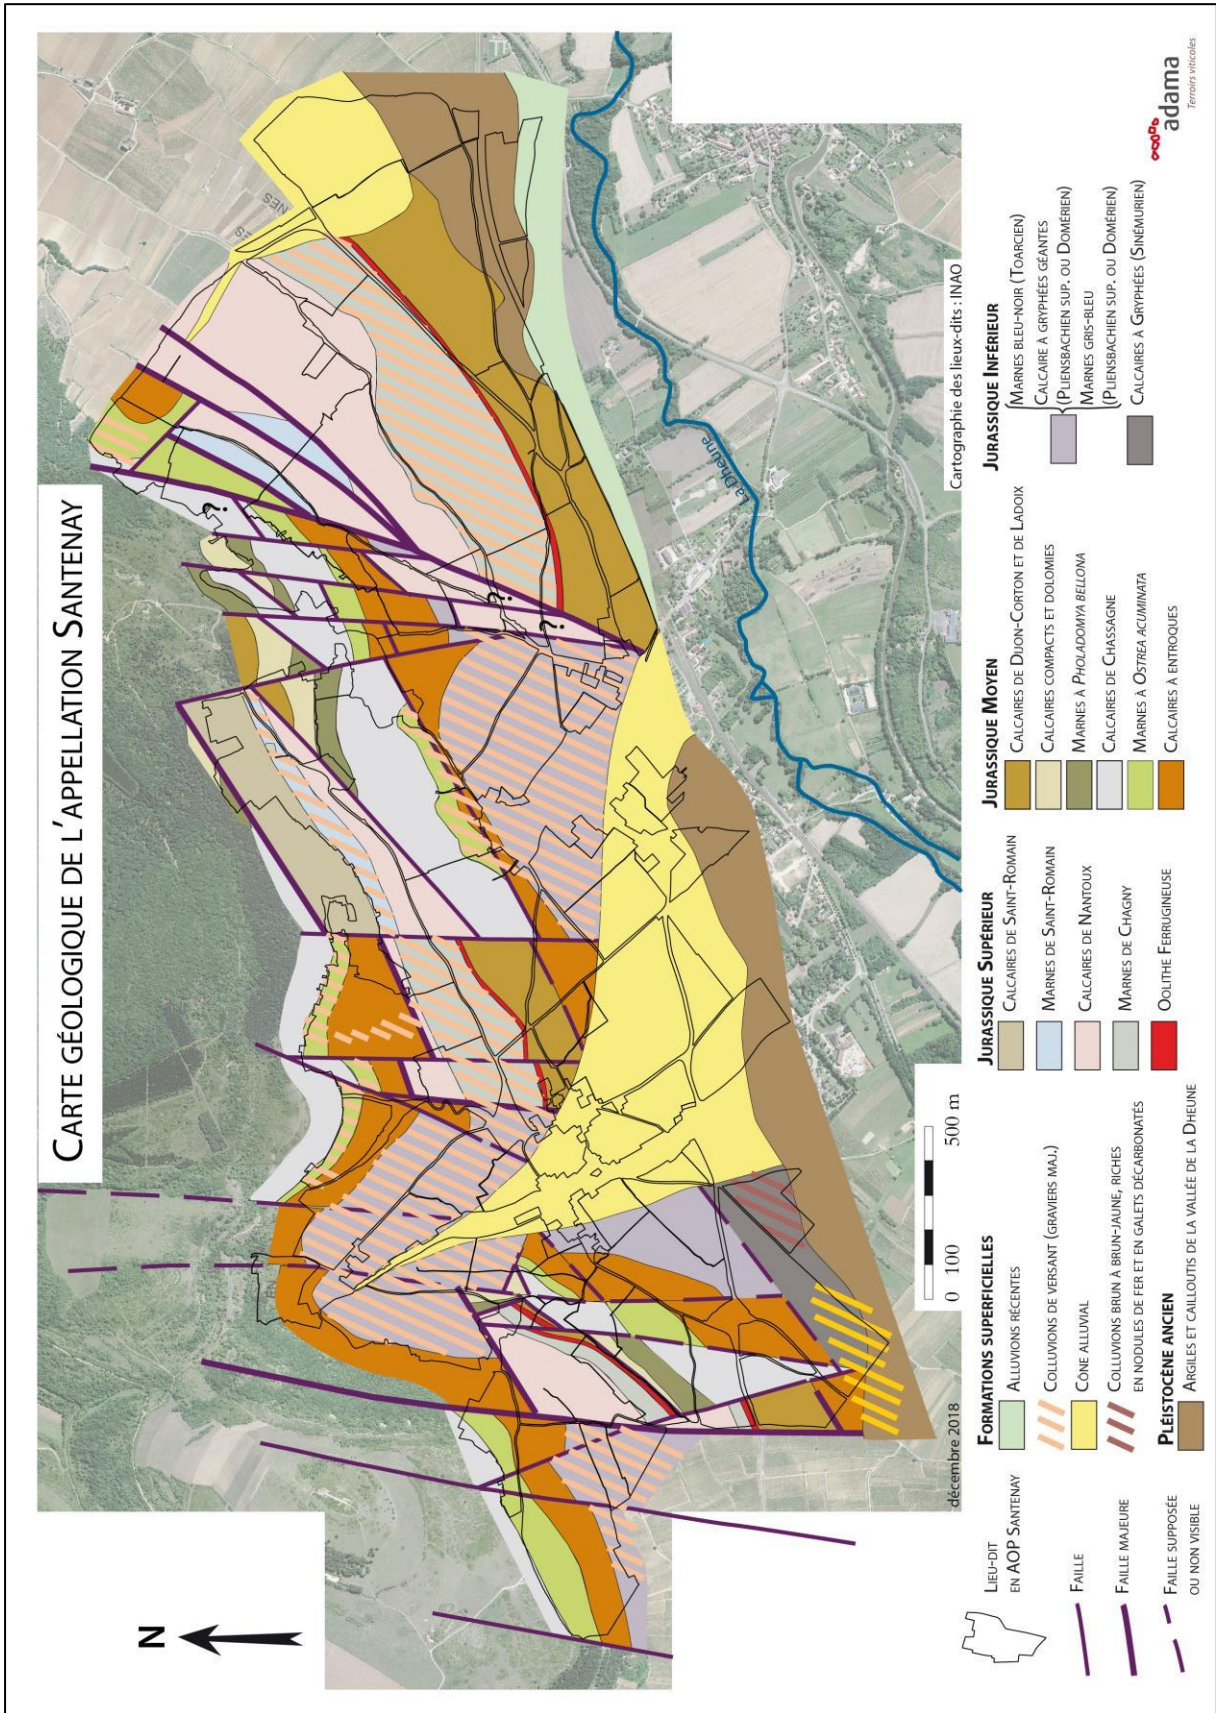 CARTE GÉOLOGIQUE DE L'APPELLATION SANTENAY
N
NES
?
?
?
La Dheune
décembre 2018
0 100 500 m
Cartographie des lieux-dits : INAO
LIEU-DIT
EN AOP SANTENAY
FAILLE
FAILLE MAJEURE
FAILLE SUPPOSÉE
OU NON VISIBLE
FORMATIONS SUPERFICIELLES
ALLUVIONS RÉCENTES
COLLUVIONS DE VERSANT (GRAVIERS MAJ.)
CÔNE ALLUVIAL
COLLUVIONS BRUN À BRUN-JAUNE, RICHES
EN NODULES DE FER ET EN GALETS DÉCARBONATÉS
PLÉISTOCÈNE ANCIEN
ARGILES ET CAILLOUTIS DE LA VALLÉE DE LA DHEUNE
JURASSIQUE SUPÉRIEUR
CALCAIRES DE SAINT-ROMAIN
MARNES DE SAINT-ROMAIN
CALCAIRES DE NANTOUX
MARNES DE CHAGNY
OOLITHE FERRUGINEUSE
JURASSIQUE MOYEN
CALCAIRES DE DIJON-CORTON ET DE LADOIX
CALCAIRES COMPACTS ET DOLOMIES
MARNES À PHOLADOMYA BELLONA
CALCAIRES DE CHASSAGNE
MARNES À OSTREA ACUMINATA
CALCAIRES À ENTROQUES
JURASSIQUE INFÉRIEUR
MARNES BLEU-NOIR (TOARCIEN)
CALCAIRE À GRYPHÉES GÉANTES
(PLIENSBACHIEN SUP. OU DOMÉRIEN)
MARNES GRIS-BLEU
(PLIENSBACHIEN SUP. OU DOMÉRIEN)
CALCAIRES À GRYPHÉES (SINÉMURIEN)
adama
Terroirs viticoles